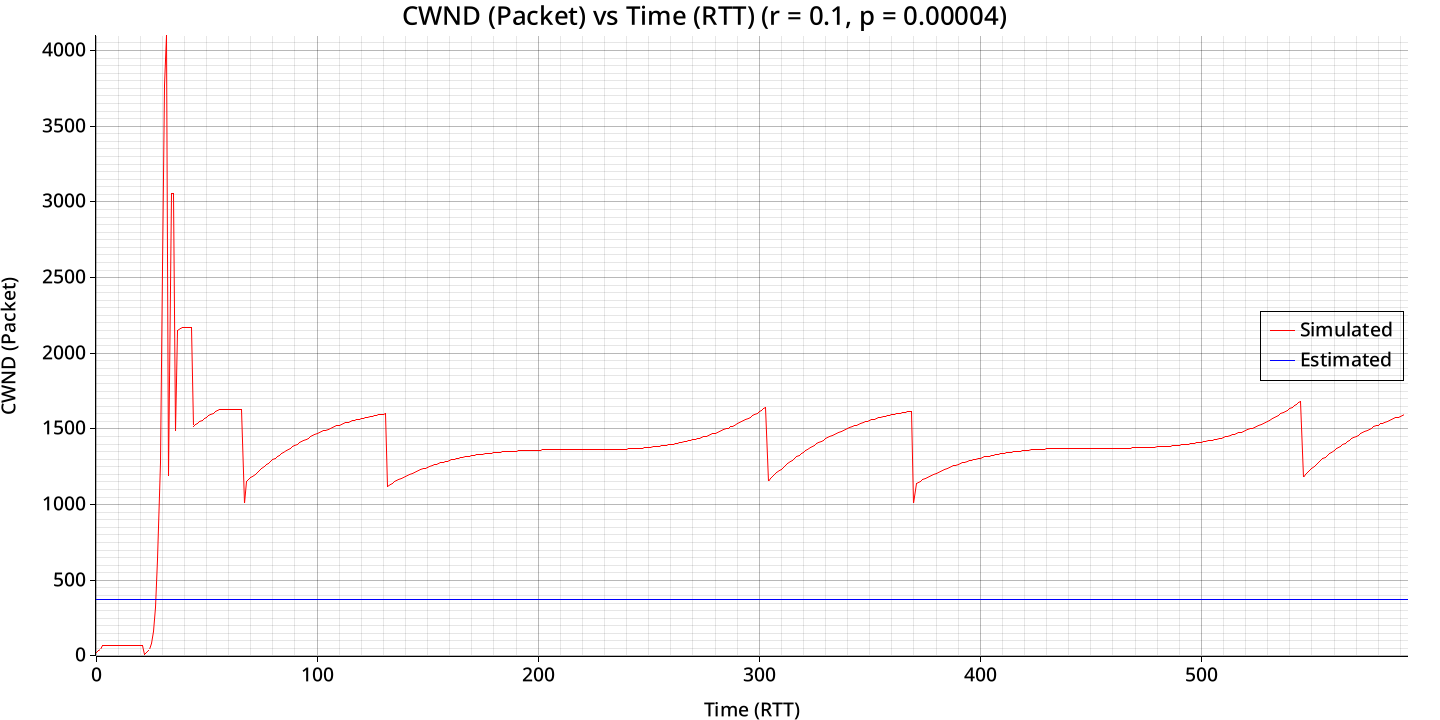 CWND (Packet) vs Time (RTT) (r = 0.1, p = 0.00004)
CWND (Packet)
4000
3500
3000
2500
2000
1500
1000
500
0
Simulated
Estimated
0 100 200 300 400 500
Time (RTT)